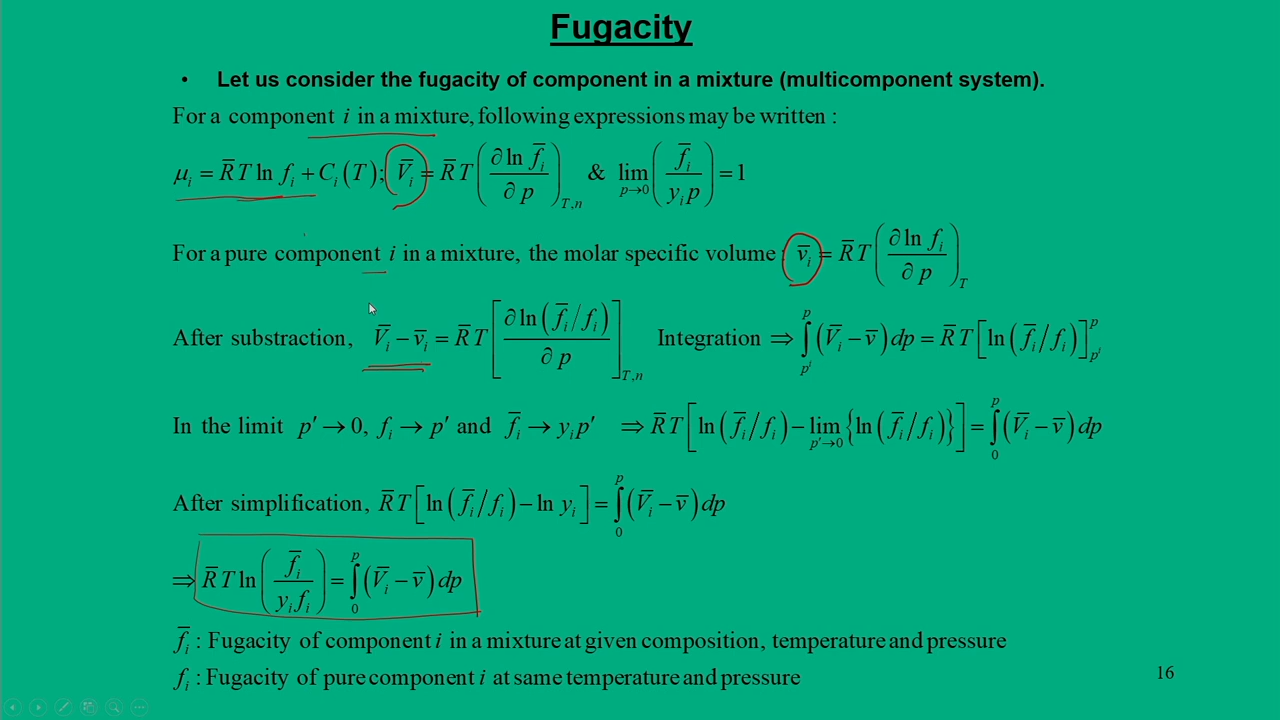 Fugacity
• Let us consider the fugacity of component in a mixture (multicomponent system).
For a component i in a mixture, following expressions may be written :
μ_i = R̅T ln f_i + C_i(T); V̅_i = R̅T (∂ ln f̅_i / ∂p)_{T,n} & lim_{p→0} (f̅_i / y_i p) = 1
For a pure component i in a mixture, the molar specific volume : v̅_i = R̅T (∂ ln f_i / ∂p)_T
After substraction, V̅_i − v̅_i = R̅T [∂ ln (f̅_i/f_i) / ∂p]_{T,n} Integration ⇒ ∫_{p'}^{p} (V̅_i − v̅) dp = R̅T [ln (f̅_i/f_i)]_{p'}^{p}
In the limit p' → 0, f_i → p' and f̅_i → y_i p' ⇒ R̅T [ln (f̅_i/f_i) − lim_{p'→0} {ln (f̅_i/f_i)}] = ∫_0^p (V̅_i − v̅) dp
After simplification, R̅T [ln (f̅_i/f_i) − ln y_i] = ∫_0^p (V̅_i − v̅) dp
⇒ R̅T ln (f̅_i / y_i f_i) = ∫_0^p (V̅_i − v̅) dp
f̅_i : Fugacity of component i in a mixture at given composition, temperature and pressure
f_i : Fugacity of pure component i at same temperature and pressure
16